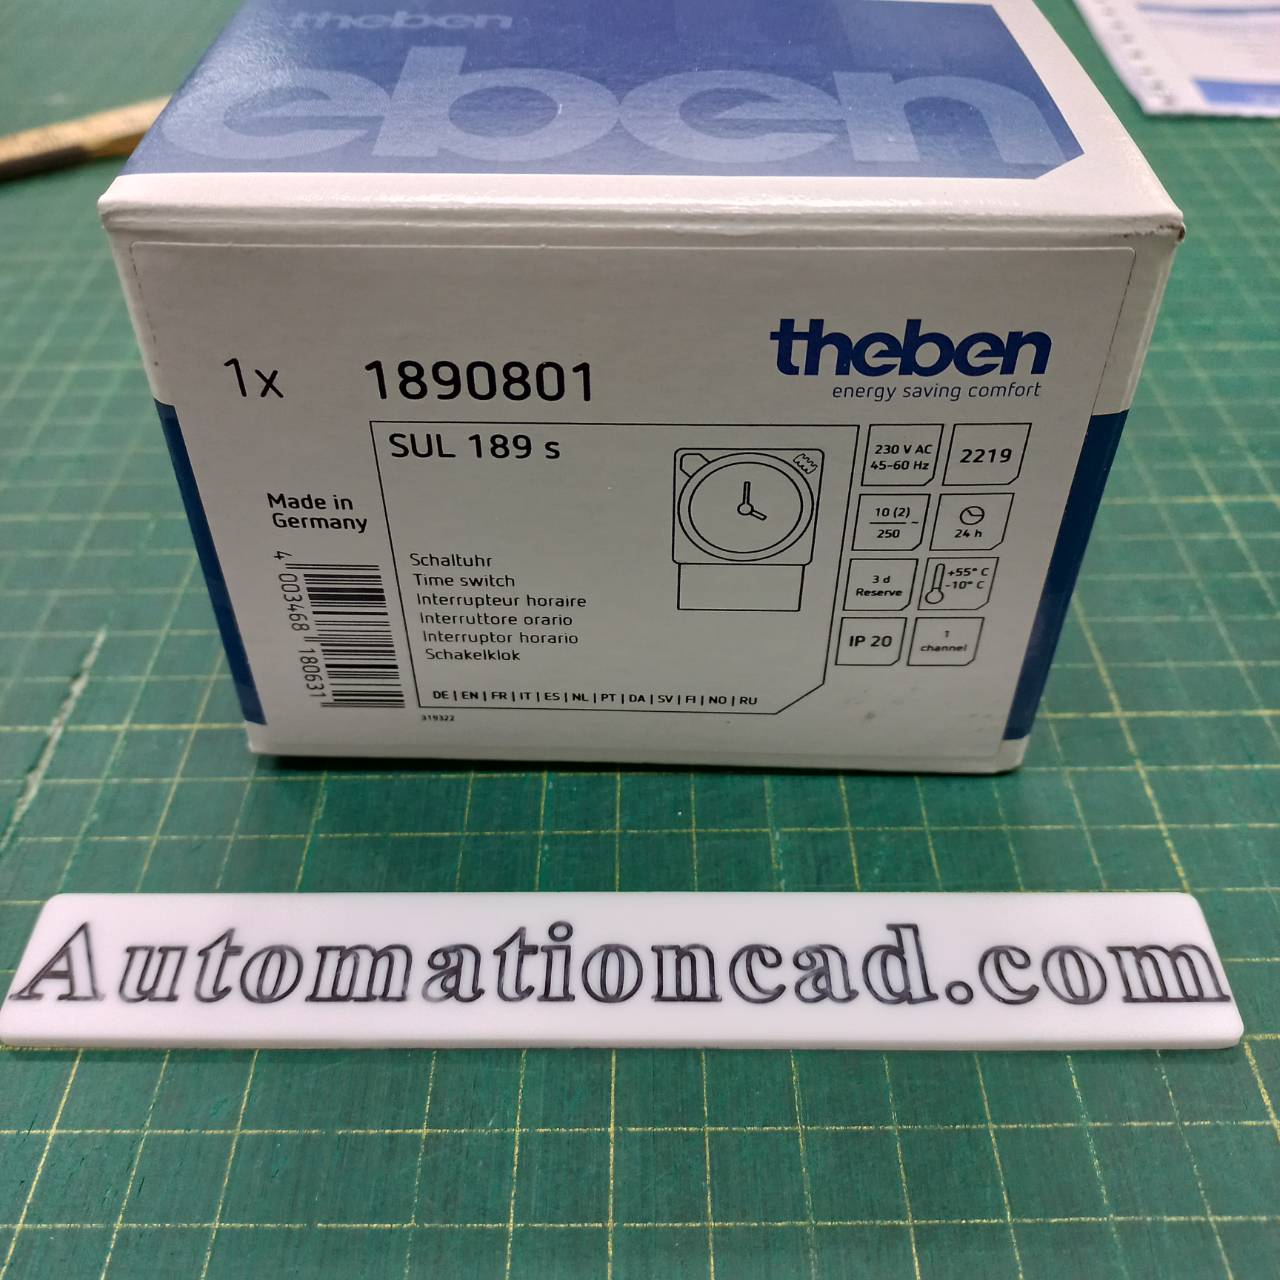 theben
eben
theben
energy saving comfort
1x 1890801
SUL 189 s
Made in
Germany
4 003468 180631
Schaltuhr
Time switch
Interrupteur horaire
Interruttore orario
Interruptor horario
Schakelklok
DE | EN | FR | IT | ES | NL | PT | DA | SV | FI | NO | RU
319322
230 V AC
45-60 Hz
2219
10 (2)
250 ~
24 h
3 d
Reserve
+55° C
-10° C
IP 20
1
channel
Automationcad.com